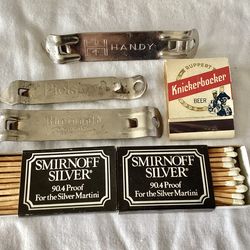 HANDY
RUPPERT
Knickerbocker
BEER
SMIRNOFF
SILVER®
90.4 Proof
For the Silver Martini
SMIRNOFF
SILVER®
90.4 Proof
For the Silver Martini